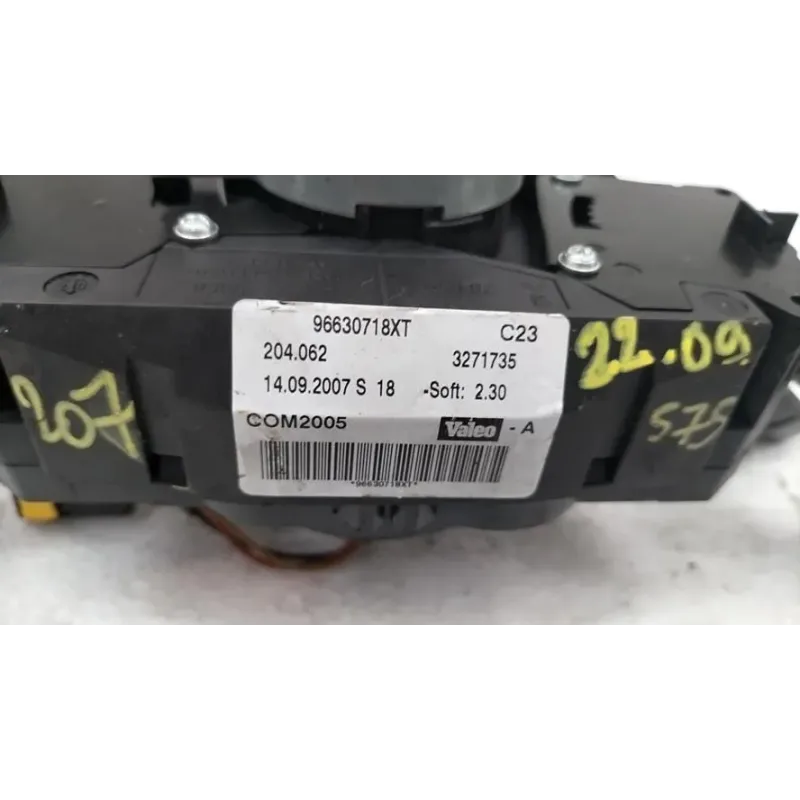 96630718XT C23
204.062 3271735
14.09.2007 S 18 -Soft: 2.30
COM2005 Valeo - A
*96630718XT*
207
22.09.
575